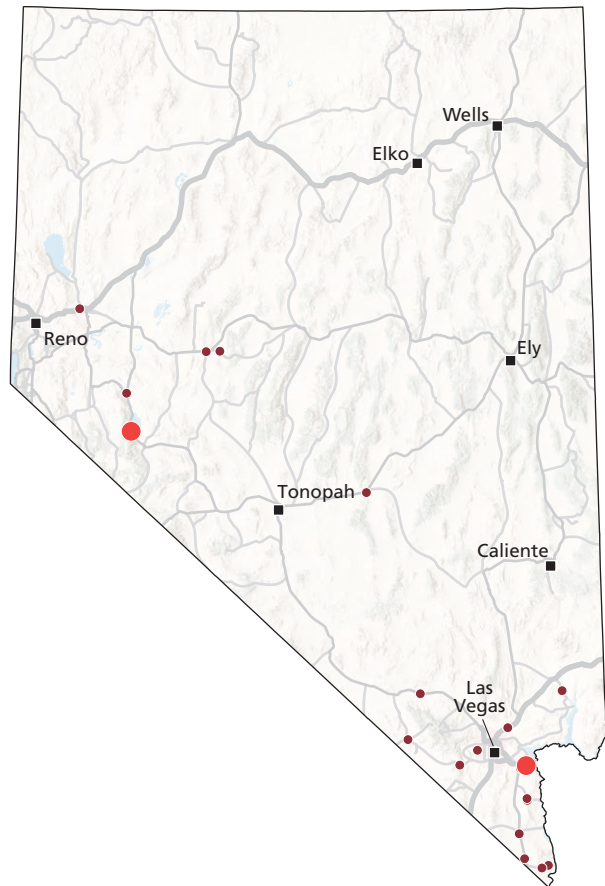 Wells
Elko
Reno
Ely
Tonopah
Caliente
Las
Vegas